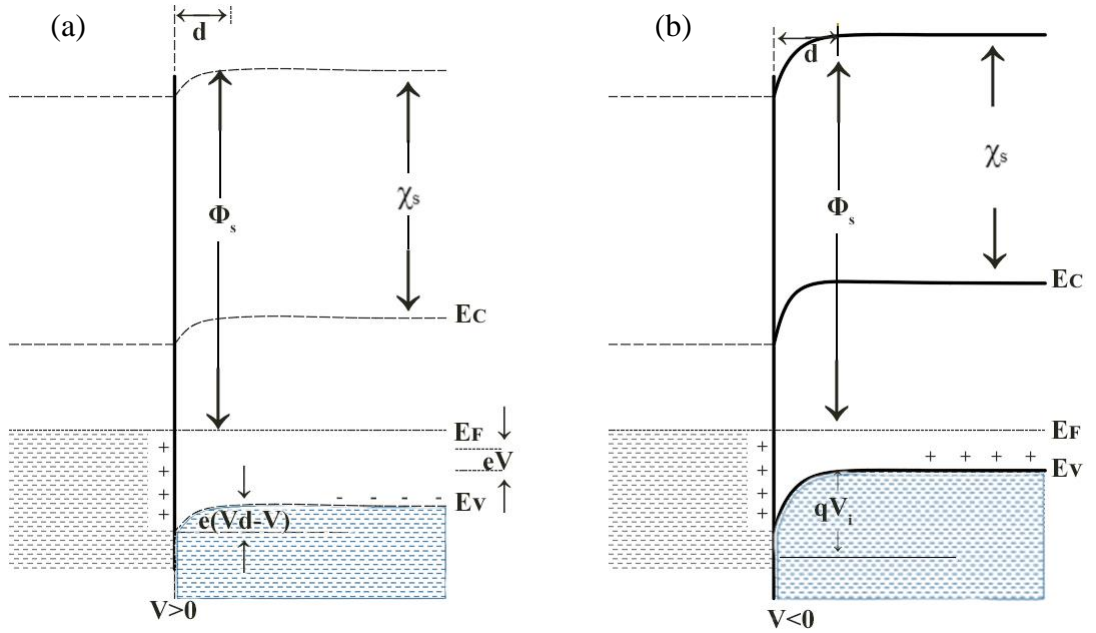 (a)
d
Φs
χs
EC
EF
eV
EV
- - - -
e(Vd-V)
+
+
+
+
V>0
(b)
d
χs
Φs
EC
EF
+ + + +
EV
qVi
+
+
+
+
V<0